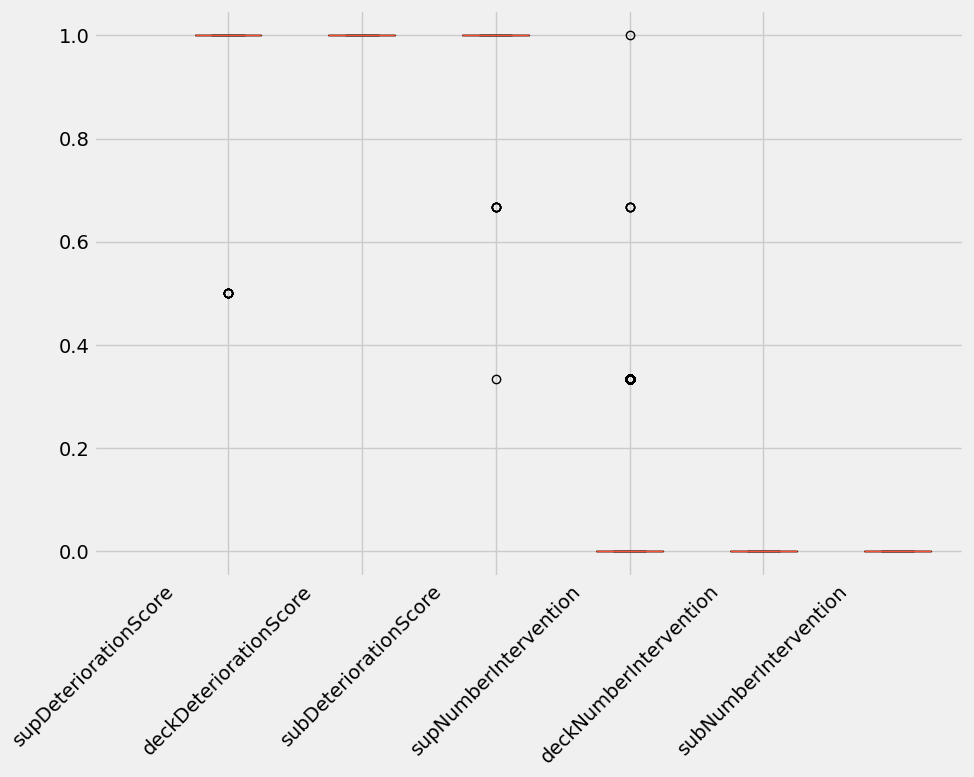 1.0
0.8
0.6
0.4
0.2
0.0
supDeteriorationScore
deckDeteriorationScore
subDeteriorationScore
supNumberIntervention
deckNumberIntervention
subNumberIntervention